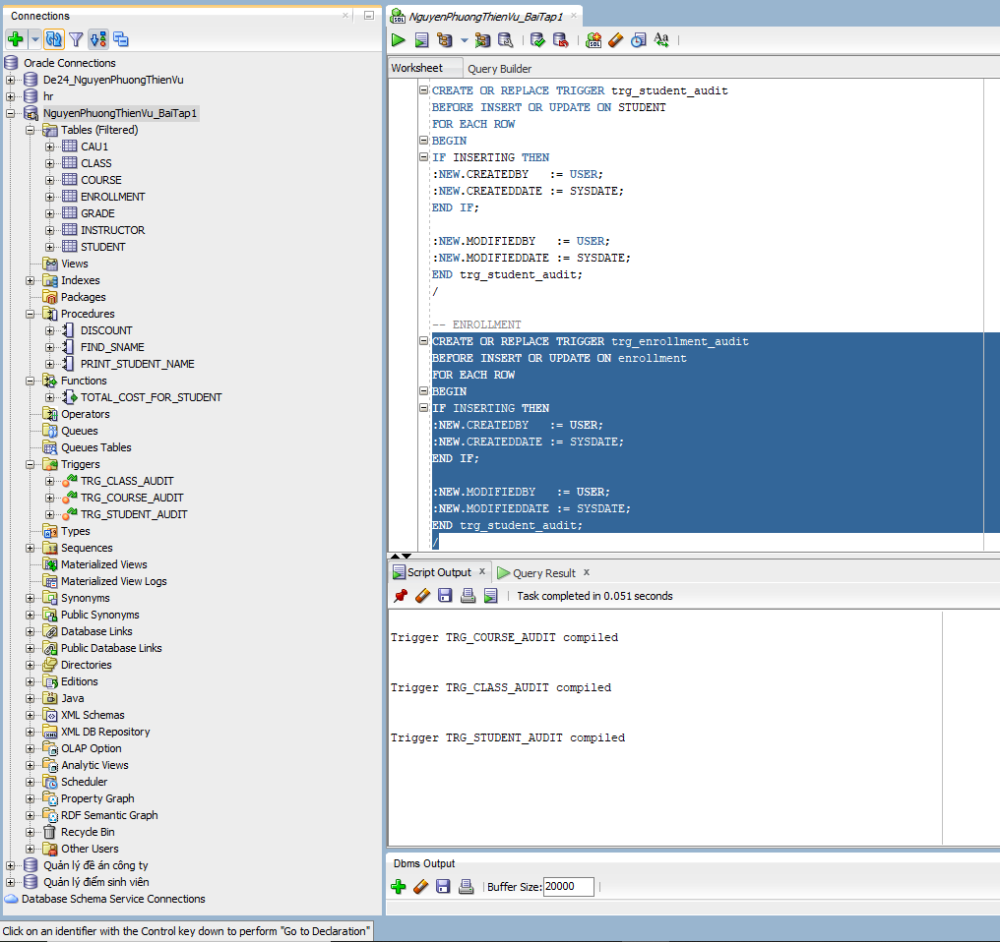 Connections
Oracle Connections
De24_NguyenPhuongThienVu
hr
NguyenPhuongThienVu_BaiTap1
Tables (Filtered)
CAU1
CLASS
COURSE
ENROLLMENT
GRADE
INSTRUCTOR
STUDENT
Views
Indexes
Packages
Procedures
DISCOUNT
FIND_SNAME
PRINT_STUDENT_NAME
Functions
TOTAL_COST_FOR_STUDENT
Operators
Queues
Queues Tables
Triggers
TRG_CLASS_AUDIT
TRG_COURSE_AUDIT
TRG_STUDENT_AUDIT
Types
Sequences
Materialized Views
Materialized View Logs
Synonyms
Public Synonyms
Database Links
Public Database Links
Directories
Editions
Java
XML Schemas
XML DB Repository
OLAP Option
Analytic Views
Scheduler
Property Graph
RDF Semantic Graph
Recycle Bin
Other Users
Quản lý đề án công ty
Quản lý điểm sinh viên
Database Schema Service Connections
Click on an identifier with the Control key down to perform "Go to Declaration"
NguyenPhuongThienVu_BaiTap1
Worksheet Query Builder
CREATE OR REPLACE TRIGGER trg_student_audit
BEFORE INSERT OR UPDATE ON STUDENT
FOR EACH ROW
BEGIN
IF INSERTING THEN
:NEW.CREATEDBY   := USER;
:NEW.CREATEDDATE := SYSDATE;
END IF;
:NEW.MODIFIEDBY   := USER;
:NEW.MODIFIEDDATE := SYSDATE;
END trg_student_audit;
/
-- ENROLLMENT
CREATE OR REPLACE TRIGGER trg_enrollment_audit
BEFORE INSERT OR UPDATE ON enrollment
FOR EACH ROW
BEGIN
IF INSERTING THEN
:NEW.CREATEDBY   := USER;
:NEW.CREATEDDATE := SYSDATE;
END IF;
:NEW.MODIFIEDBY   := USER;
:NEW.MODIFIEDDATE := SYSDATE;
END trg_student_audit;
/
Script Output x Query Result x
Task completed in 0.051 seconds
Trigger TRG_COURSE_AUDIT compiled
Trigger TRG_CLASS_AUDIT compiled
Trigger TRG_STUDENT_AUDIT compiled
Dbms Output
Buffer Size: 20000